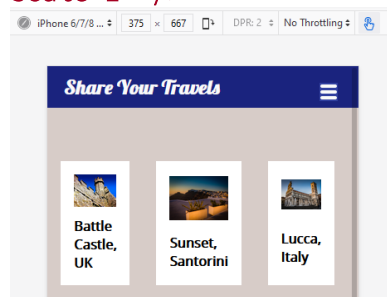 iPhone 6/7/8 ... 375 × 667 DPR: 2 No Throttling
Share Your Travels
Battle
Castle,
UK
Sunset,
Santorini
Lucca,
Italy